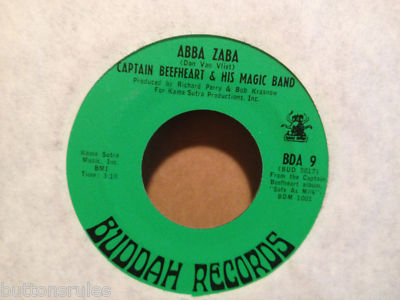 ABBA ZABA
(Don Van Vliet)
CAPTAIN BEEFHEART & HIS MAGIC BAND
Produced by Richard Perry & Bob Krasnow
For Kama Sutra Productions, Inc.
Kama Sutra
Music, Inc.
BMI
Time: 2:38
BDA 9
(BUD 5017)
From the Captain
Beefheart album,
"Safe As Milk"
BDM 1001
BUDDAH RECORDS
buttonsrules